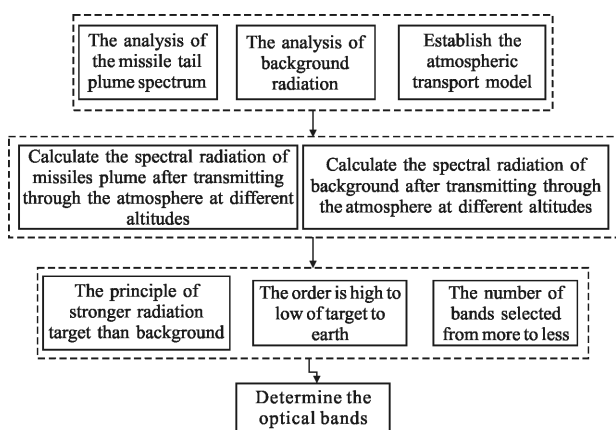 The analysis of
the missile tail
plume spectrum
The analysis of
background
radiation
Establish the
atmospheric
transport model
Calculate the spectral radiation of
missiles plume after transmitting
through the atmosphere at different
altitudes
Calculate the spectral radiation of
background after transmitting through
the atmosphere at different altitudes
The principle of
stronger radiation
target than background
The order is high to
low of target to
earth
The number of
bands selected
from more to less
Determine the
optical bands